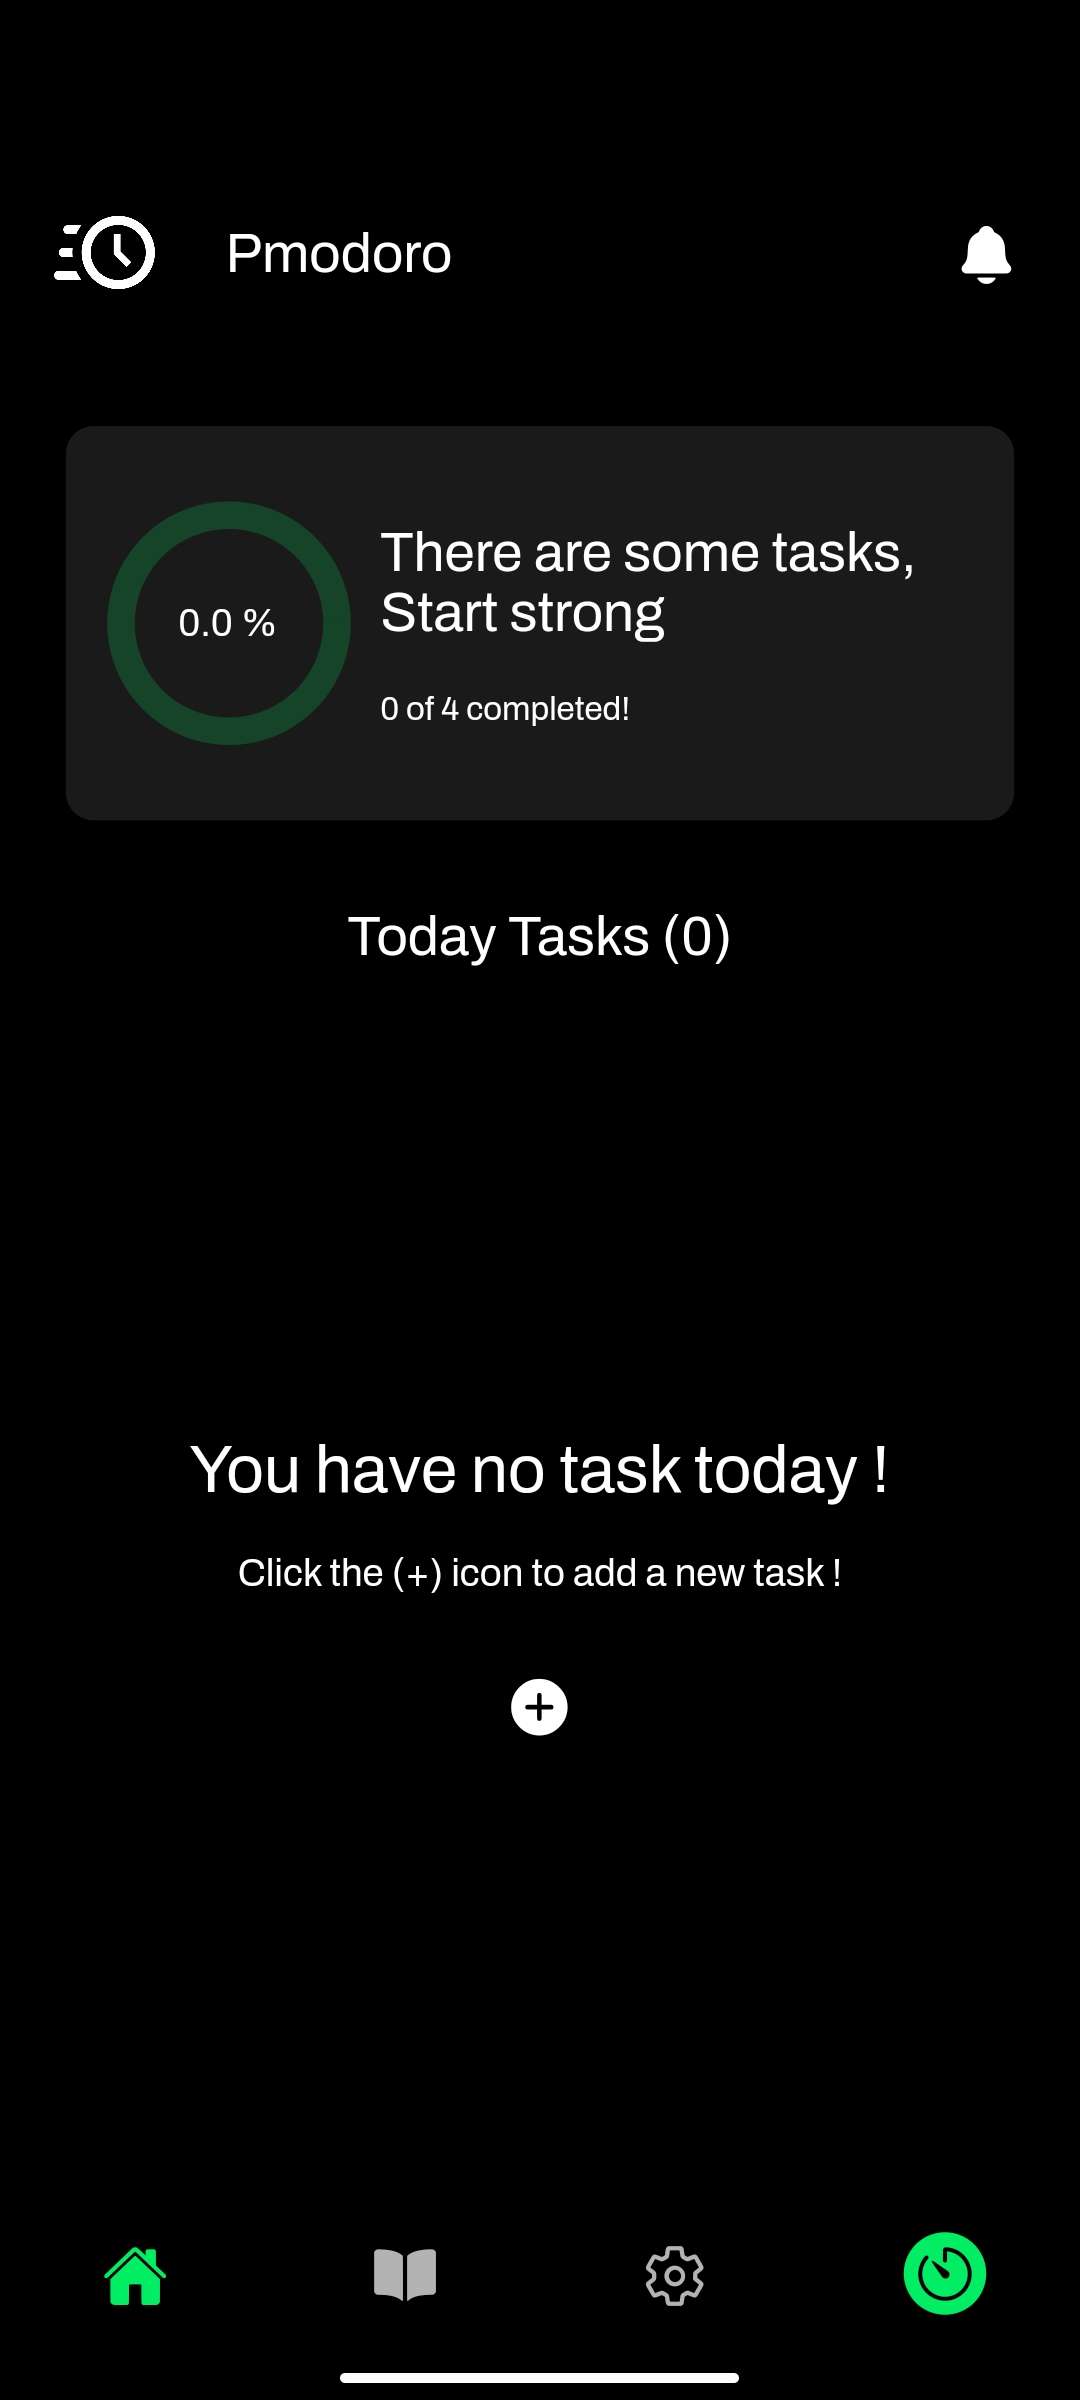 Pmodoro
There are some tasks,
Start strong
0.0 %
0 of 4 completed!
Today Tasks (0)
You have no task today !
Click the (+) icon to add a new task !